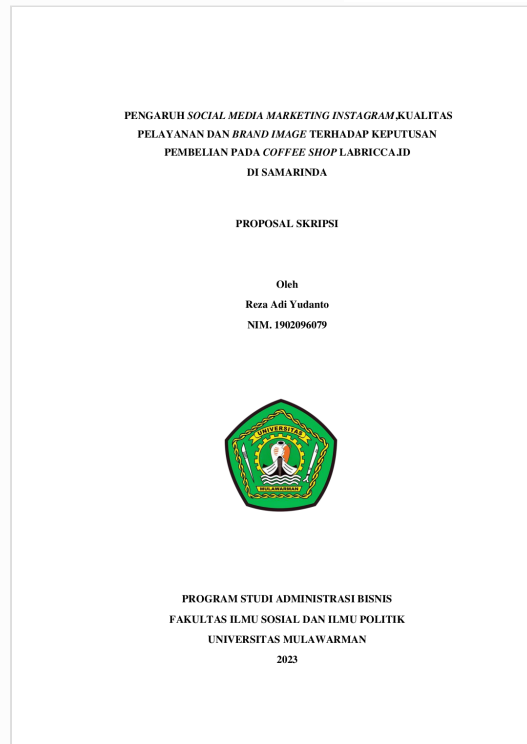 PENGARUH SOCIAL MEDIA MARKETING INSTAGRAM,KUALITAS
PELAYANAN DAN BRAND IMAGE TERHADAP KEPUTUSAN
PEMBELIAN PADA COFFEE SHOP LABRICCA.ID
DI SAMARINDA
PROPOSAL SKRIPSI
Oleh
Reza Adi Yudanto
NIM. 1902096079
UNIVERSITAS
MULAWARMAN
PROGRAM STUDI ADMINISTRASI BISNIS
FAKULTAS ILMU SOSIAL DAN ILMU POLITIK
UNIVERSITAS MULAWARMAN
2023